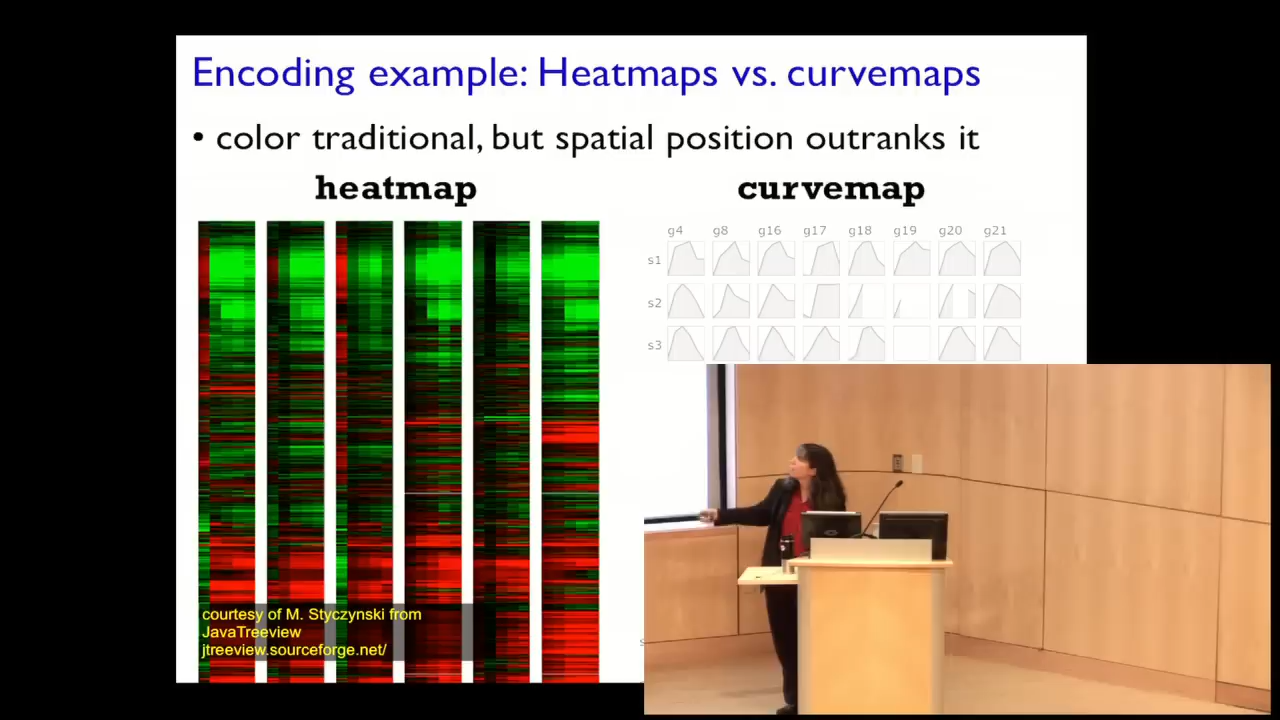 Encoding example: Heatmaps vs. curvemaps
• color traditional, but spatial position outranks it
heatmap
curvemap
g4 g8 g16 g17 g18 g19 g20 g21
s1
s2
s3
courtesy of M. Styczynski from
JavaTreeview
jtreeview.sourceforge.net/